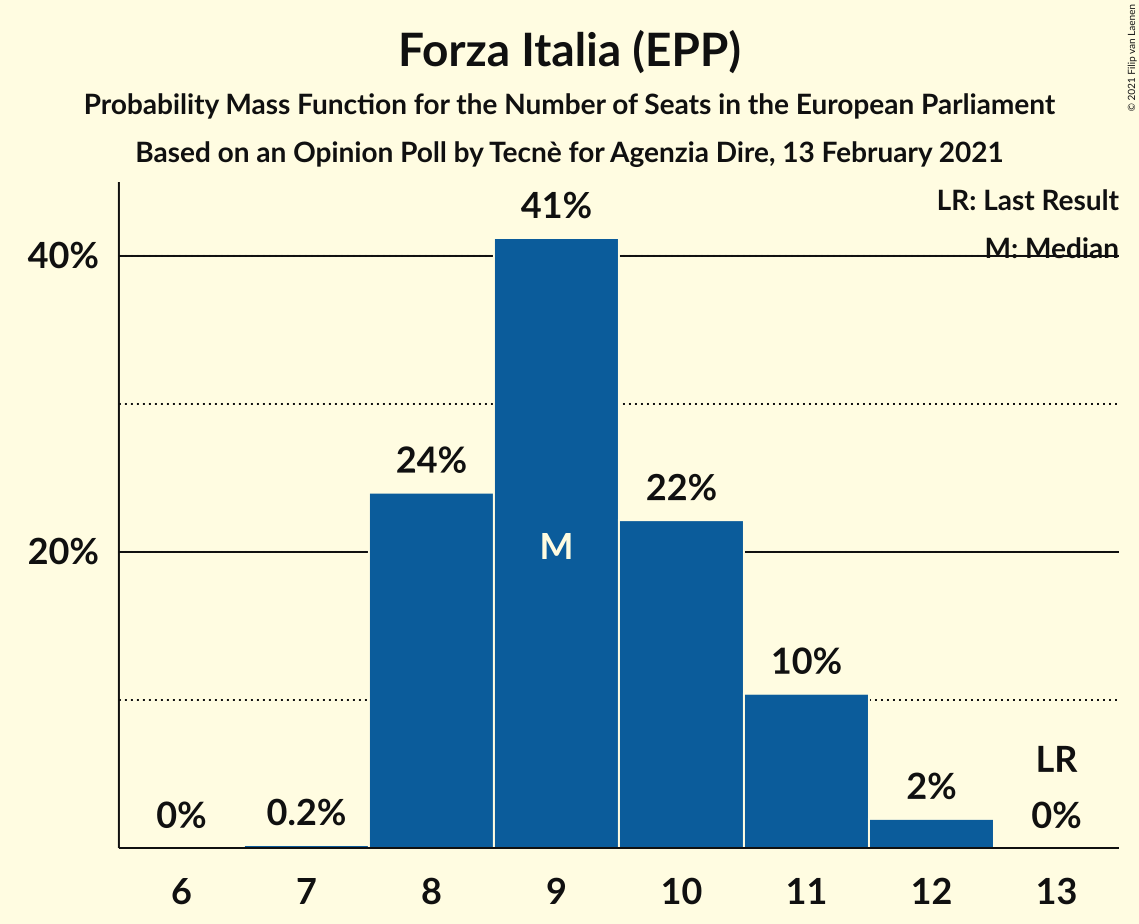 Forza Italia (EPP)
Probability Mass Function for the Number of Seats in the European Parliament
Based on an Opinion Poll by Tecnè for Agenzia Dire, 13 February 2021
© 2021 Filip van Laenen
LR: Last Result
M: Median
40%
20%
0%
0.2%
24%
41%
M
22%
10%
2%
LR
0%
6 7 8 9 10 11 12 13